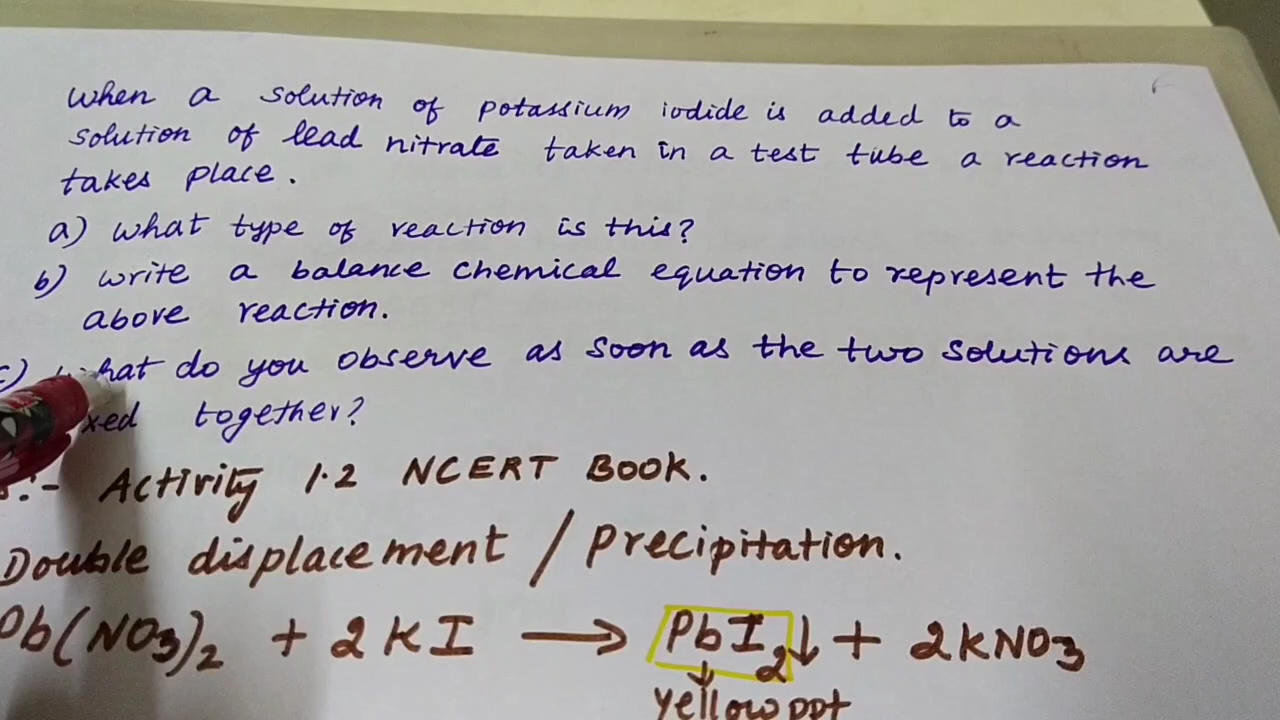 When a solution of potassium iodide is added to a
solution of lead nitrate taken in a test tube a reaction
takes place.
a) what type of reaction is this?
b) write a balance chemical equation to represent the
above reaction.
c) what do you observe as soon as the two solutions are
xed together?
s:- Activity 1.2 NCERT Book.
Double displacement / Precipitation.
Pb(NO3)2 + 2KI → PbI2↓ + 2KNO3
↓
yellow ppt